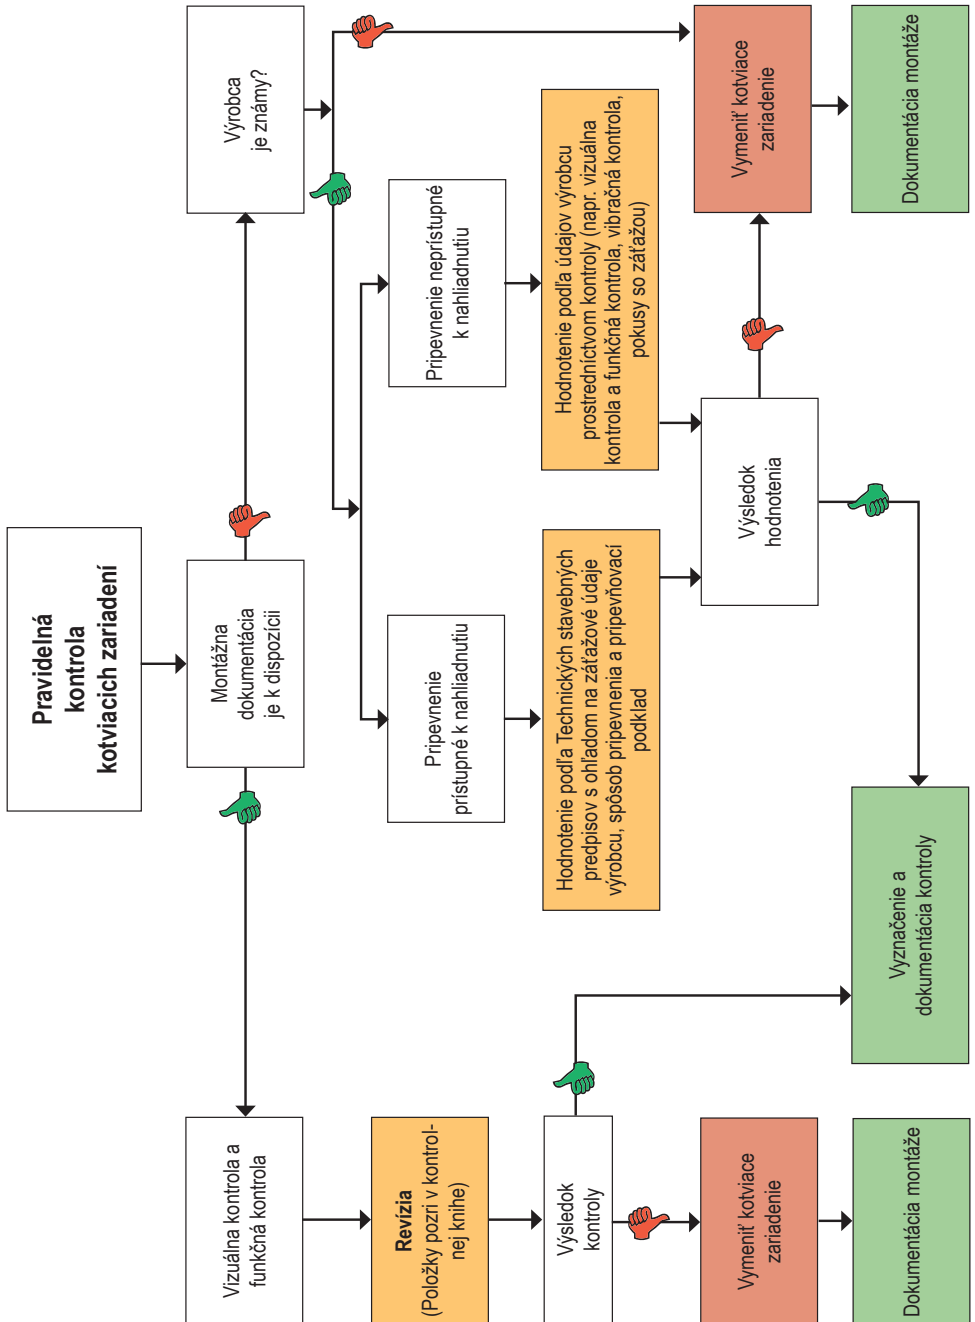 Pravidelná
kontrola
kotviacich zariadení
Montážna
dokumentácia
je k dispozícii
Vizuálna kontrola a
funkčná kontrola
Revízia
(Položky pozri v kontrol-
nej knihe)
Výsledok
kontroly
Vymeniť kotviace
zariadenie
Dokumentácia montáže
Výrobca
je známy?
Pripevnenie
prístupné k nahliadnutiu
Pripevnenie neprístupné
k nahliadnutiu
Hodnotenie podľa Technických stavebných
predpisov s ohľadom na záťažové údaje
výrobcu, spôsob pripevnenia a pripevňovací
podklad
Hodnotenie podľa údajov výrobcu
prostredníctvom kontroly (napr. vizuálna
kontrola a funkčná kontrola, vibračná kontrola,
pokusy so záťažou)
Výsledok
hodnotenia
Vyznačenie a
dokumentácia kontroly
Vymeniť kotviace
zariadenie
Dokumentácia montáže